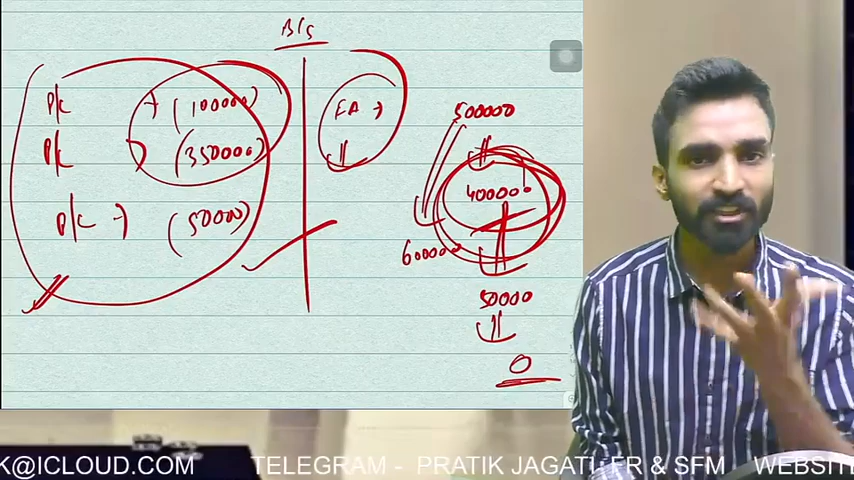 B/S
P/L → (100000)
P/L → (350000)
P/L → (50000)
FA →
500000
400000
600000
50000
0
K@ICLOUD.COM TELEGRAM - PRATIK JAGATI FR & SFM WEBSIT